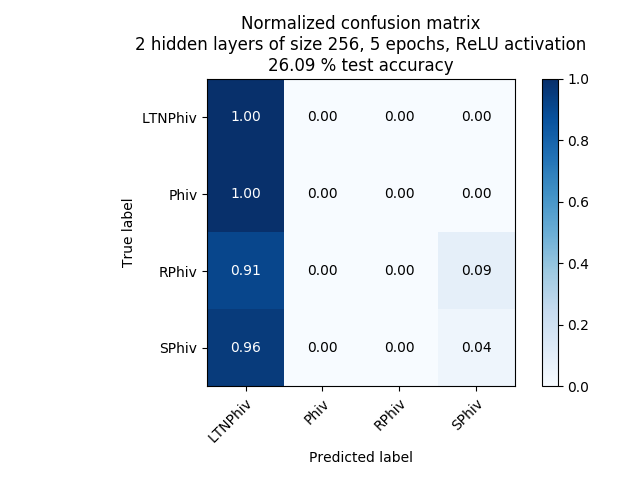 Normalized confusion matrix
2 hidden layers of size 256, 5 epochs, ReLU activation
26.09 % test accuracy
True label
LTNPhiv 1.00 0.00 0.00 0.00
Phiv 1.00 0.00 0.00 0.00
RPhiv 0.91 0.00 0.00 0.09
SPhiv 0.96 0.00 0.00 0.04
LTNPhiv Phiv RPhiv SPhiv
Predicted label
1.0
0.8
0.6
0.4
0.2
0.0